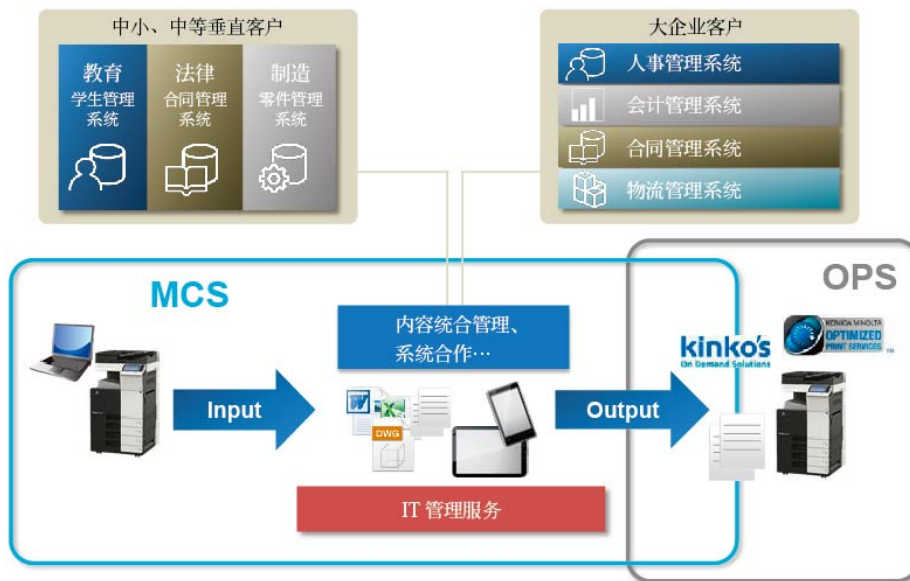 中小、中等垂直客户
教育
学生管理
系统
法律
合同管理
系统
制造
零件管理
系统
大企业客户
人事管理系统
会计管理系统
合同管理系统
物流管理系统
MCS
OPS
内容统合管理、
系统合作…
kinko's
On Demand Solutions
KONICA MINOLTA
OPTIMIZED
PRINT SERVICES
TM
Input
W
X
DWG
Output
IT 管理服务